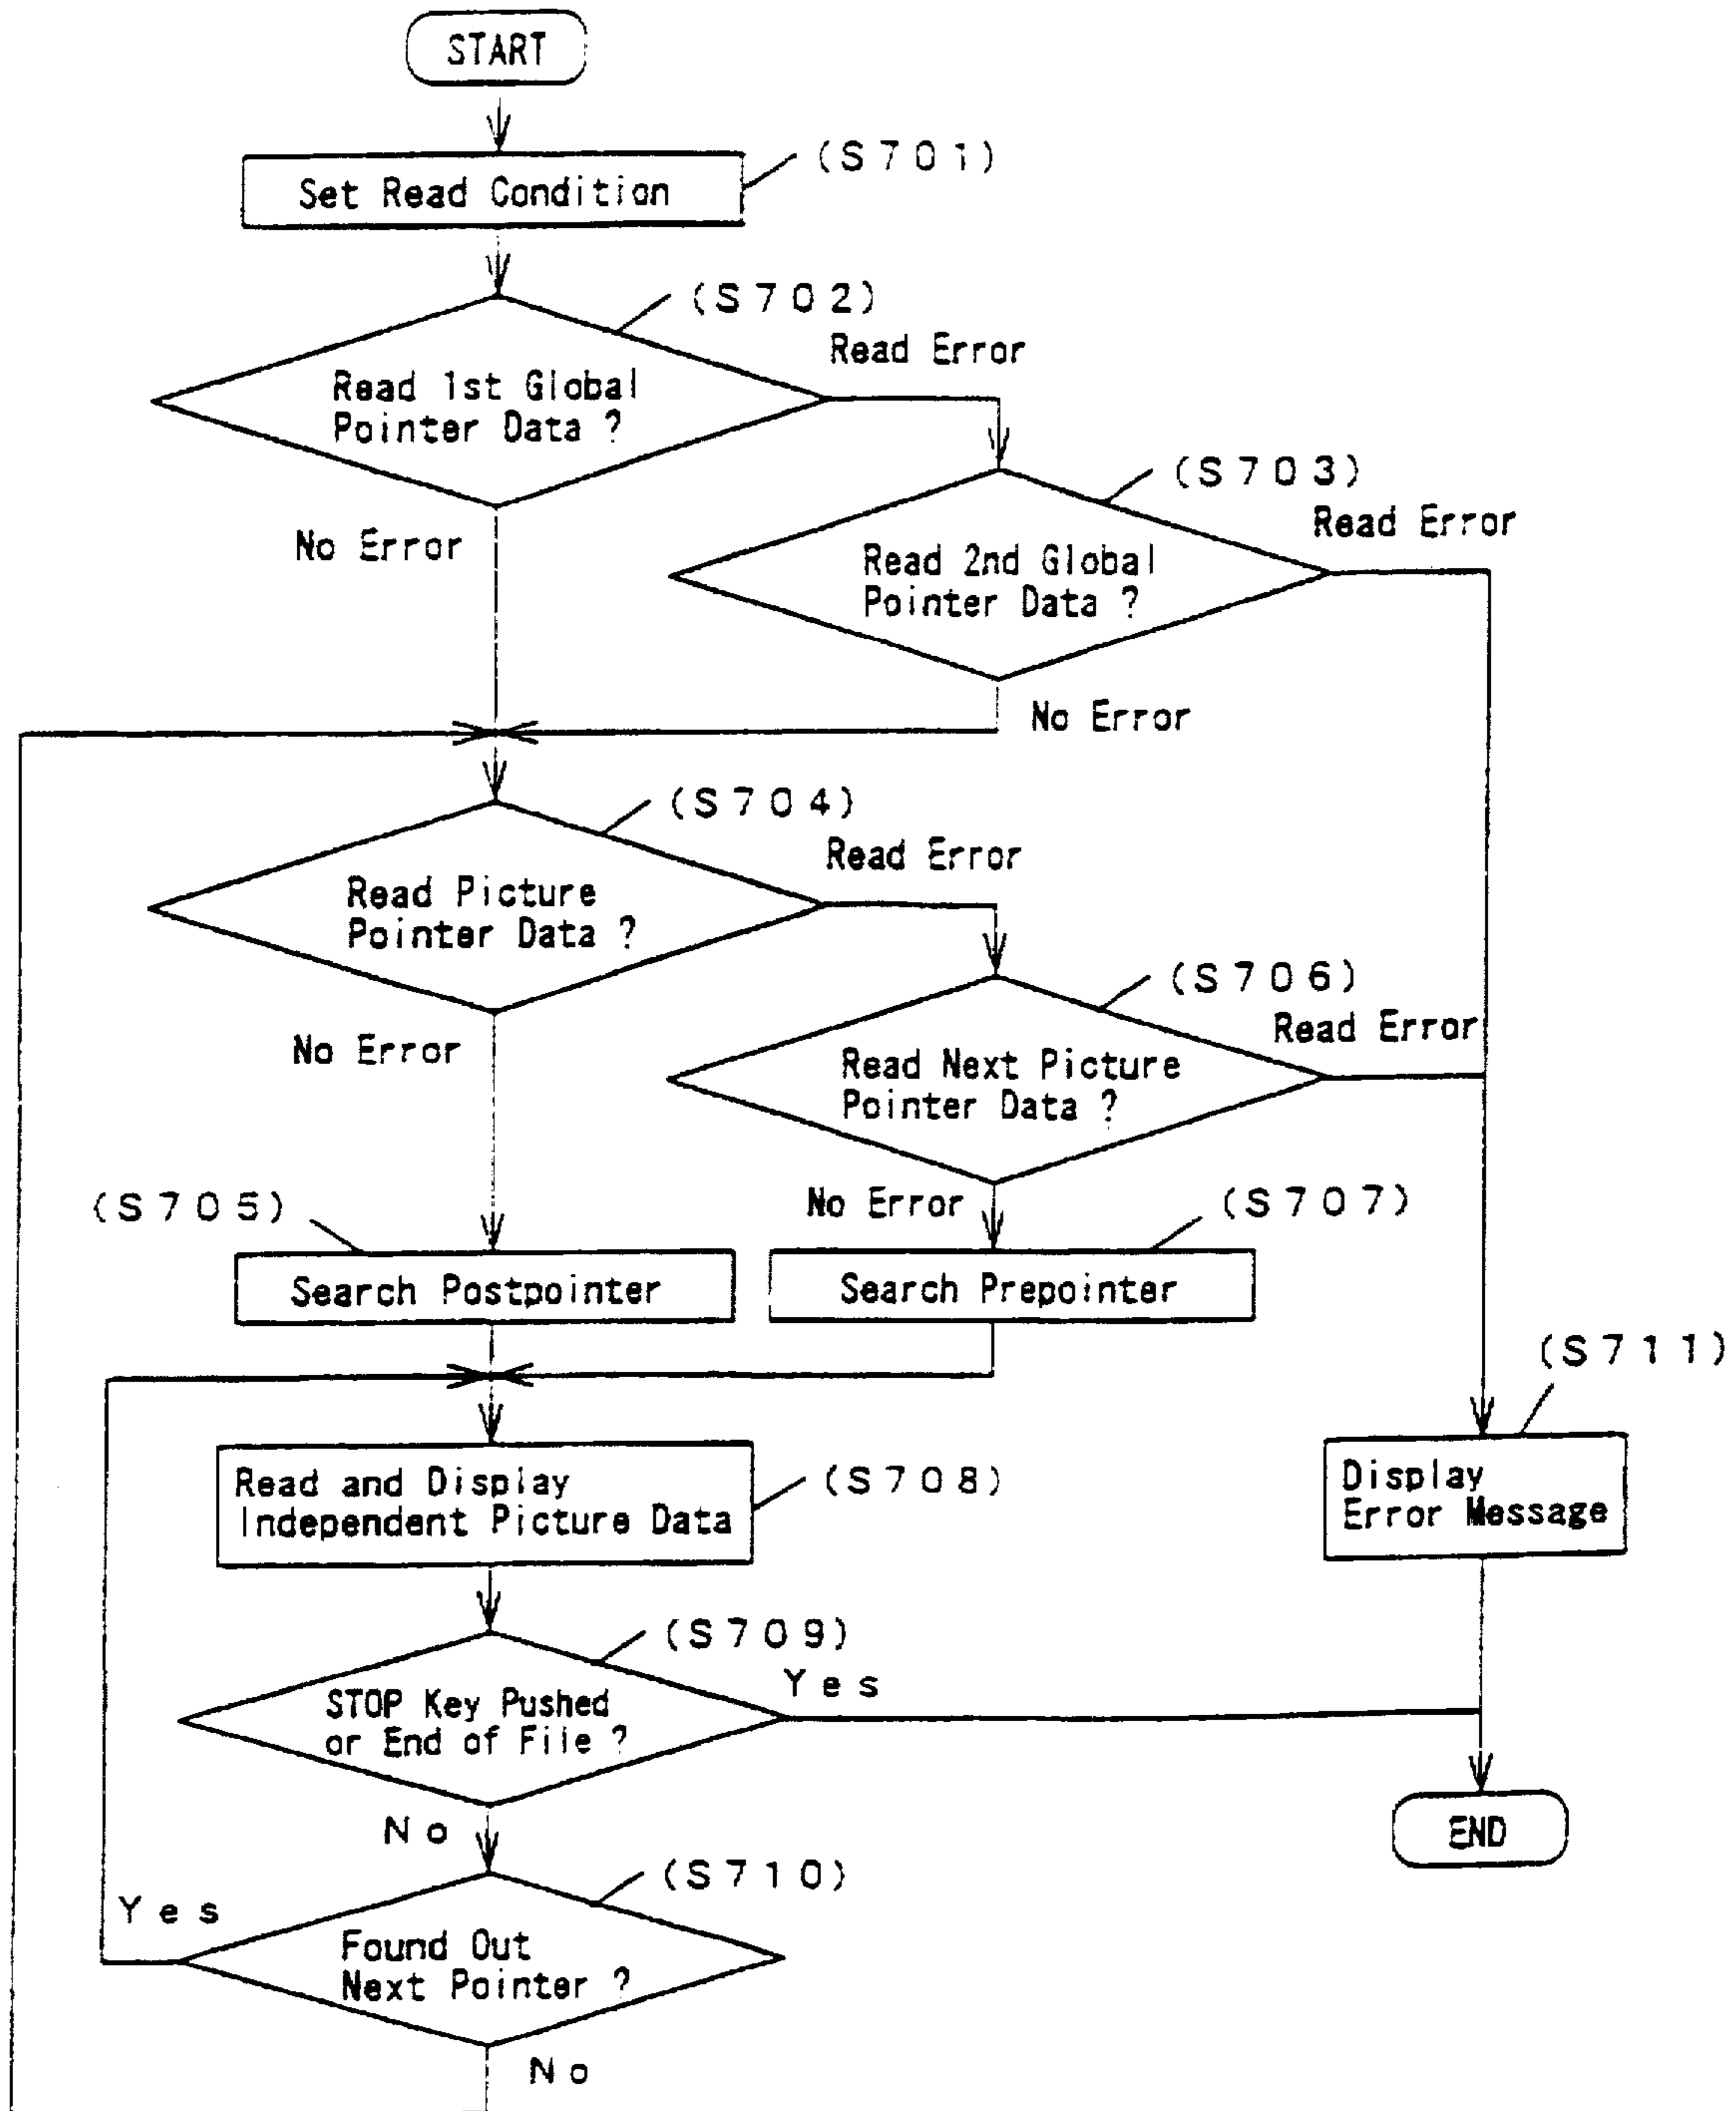 START
(S701)
Set Read Condition
(S702)
Read Error
Read 1st Global
Pointer Data ?
(S703)
Read Error
No Error
Read 2nd Global
Pointer Data ?
No Error
(S704)
Read Error
Read Picture
Pointer Data ?
(S706)
Read Error
No Error
Read Next Picture
Pointer Data ?
(S705)
No Error
(S707)
Search Postpointer
Search Prepointer
(S711)
Read and Display
Independent Picture Data
(S708)
Display
Error Message
(S709)
Yes
STOP Key Pushed
or End of File ?
No
END
(S710)
Yes
Found Out
Next Pointer ?
No